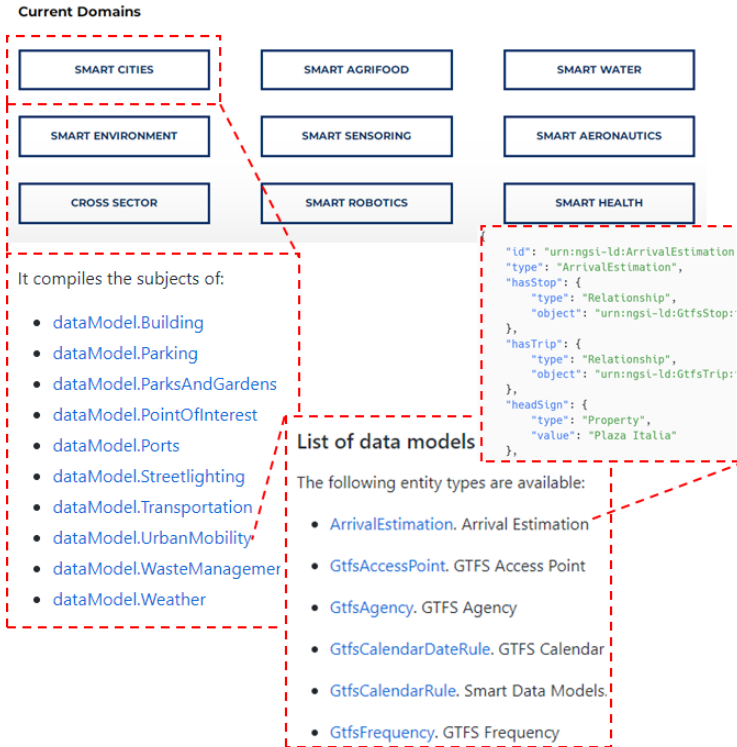 Current Domains
SMART CITIES
SMART AGRIFOOD
SMART WATER
SMART ENVIRONMENT
SMART SENSORING
SMART AERONAUTICS
CROSS SECTOR
SMART ROBOTICS
SMART HEALTH
It compiles the subjects of:
dataModel.Building
dataModel.Parking
dataModel.ParksAndGardens
dataModel.PointOfInterest
dataModel.Ports
dataModel.Streetlighting
dataModel.Transportation
dataModel.UrbanMobility
dataModel.WasteManagemen
dataModel.Weather
List of data models
The following entity types are available:
ArrivalEstimation. Arrival Estimation
GtfsAccessPoint. GTFS Access Point
GtfsAgency. GTFS Agency
GtfsCalendarDateRule. GTFS Calendar
GtfsCalendarRule. Smart Data Models.
GtfsFrequency. GTFS Frequency
{
"id": "urn:ngsi-ld:ArrivalEstimation
"type": "ArrivalEstimation",
"hasStop": {
"type": "Relationship",
"object": "urn:ngsi-ld:GtfsStop:
},
"hasTrip": {
"type": "Relationship",
"object": "urn:ngsi-ld:GtfsTrip:
},
"headSign": {
"type": "Property",
"value": "Plaza Italia"
},